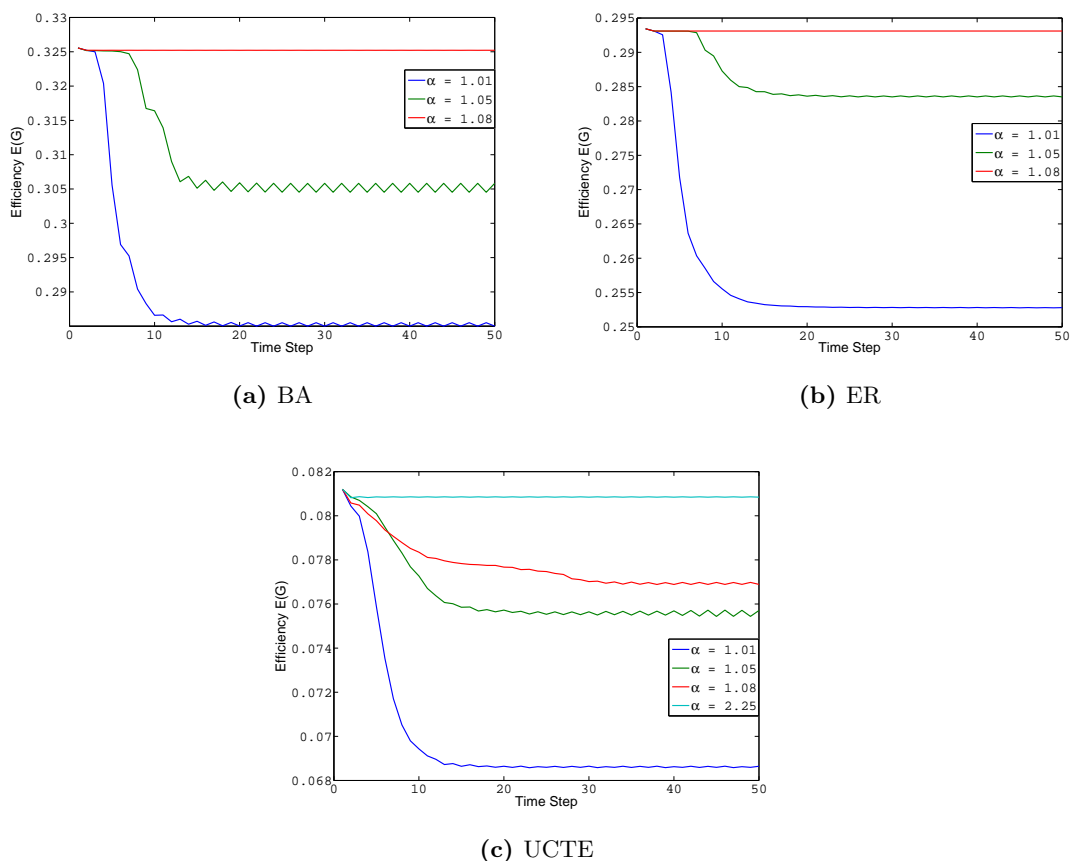 0.33
0.325
0.32
0.315
0.31
0.305
0.3
0.295
0.29
0 10 20 30 40 50
Efficiency E(G)
Time Step
α = 1.01
α = 1.05
α = 1.08
(a) BA
0.295
0.29
0.285
0.28
0.275
0.27
0.265
0.26
0.255
0.25
0 10 20 30 40 50
Efficiency E(G)
Time Step
α = 1.01
α = 1.05
α = 1.08
(b) ER
0.082
0.08
0.078
0.076
0.074
0.072
0.07
0.068
0 10 20 30 40 50
Efficiency E(G)
Time Step
α = 1.01
α = 1.05
α = 1.08
α = 2.25
(c) UCTE